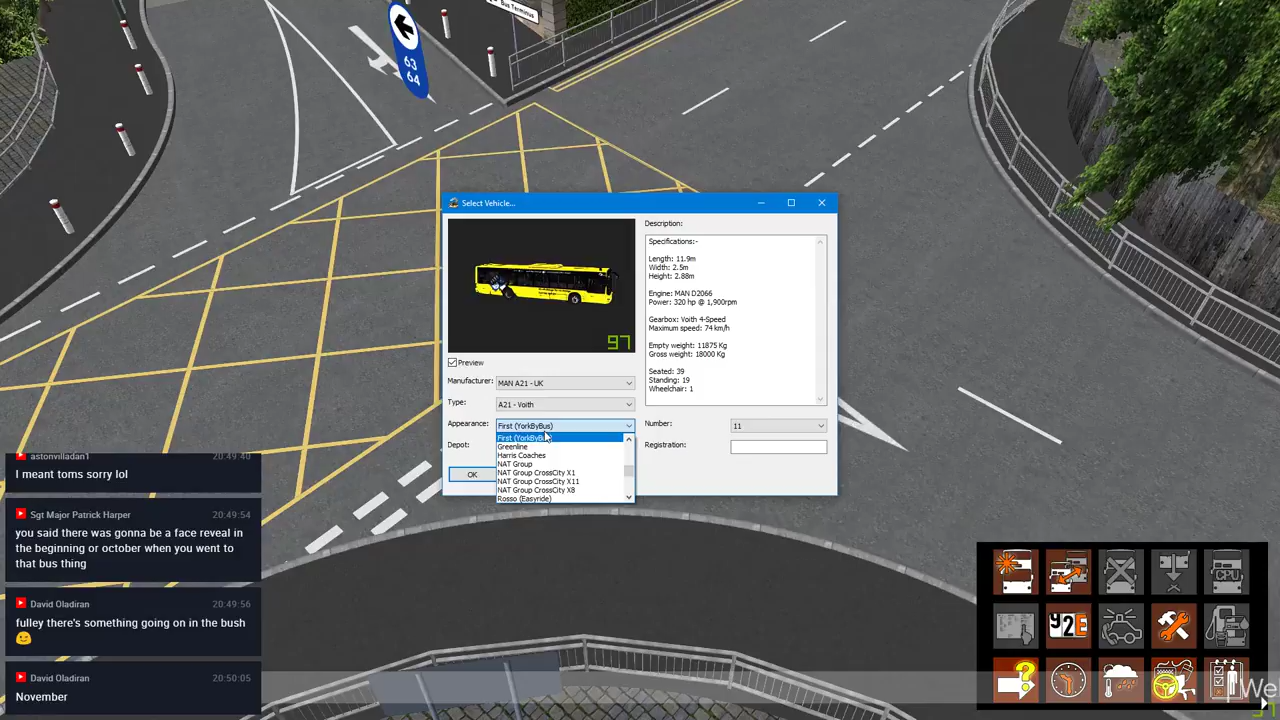 Bus Terminus
63
64
Select Vehicle...
Description:
Specifications:-
Length: 11.9m
Width: 2.5m
Height: 2.88m
Engine: MAN D2066
Power: 320 hp @ 1,900rpm
Gearbox: Voith 4-Speed
Maximum speed: 74 km/h
Empty weight: 11875 Kg
Gross weight: 18000 Kg
Seated: 39
Standing: 19
Wheelchair: 1
97
Preview
Manufacturer: MAN A21 - UK
Type: A21 - Voith
Appearance: First (YorkByBus)
Number: 11
First (YorkByBus)
Depot:
Registration:
Greenline
Harris Coaches
NAT Group
NAT Group CrossCity X1
NAT Group CrossCity X11
NAT Group CrossCity X8
Rosso (Easyride)
OK
astonvilladan1 20:49:40
I meant toms sorry lol
Sgt Major Patrick Harper 20:49:54
you said there was gonna be a face reveal in
the beginning or october when you went to
that bus thing
David Oladiran 20:49:56
fulley there's something going on in the bush
David Oladiran 20:50:05
November
CPU
92E
?
Wel